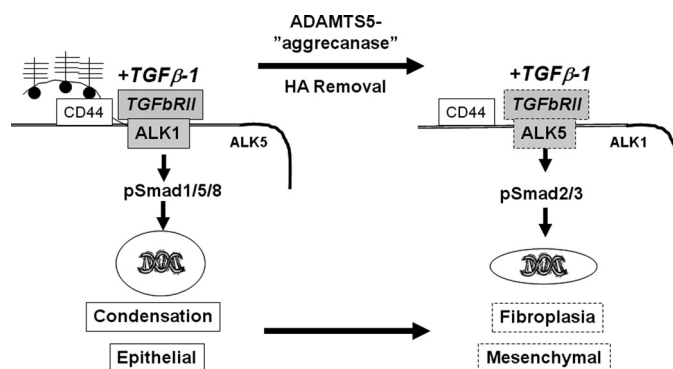 ADAMTS5-
"aggrecanase"
HA Removal
+TGFβ-1
CD44
TGFbRII
ALK1
ALK5
pSmad1/5/8
Condensation
Epithelial
+TGFβ-1
CD44
TGFbRII
ALK5
ALK1
pSmad2/3
Fibroplasia
Mesenchymal